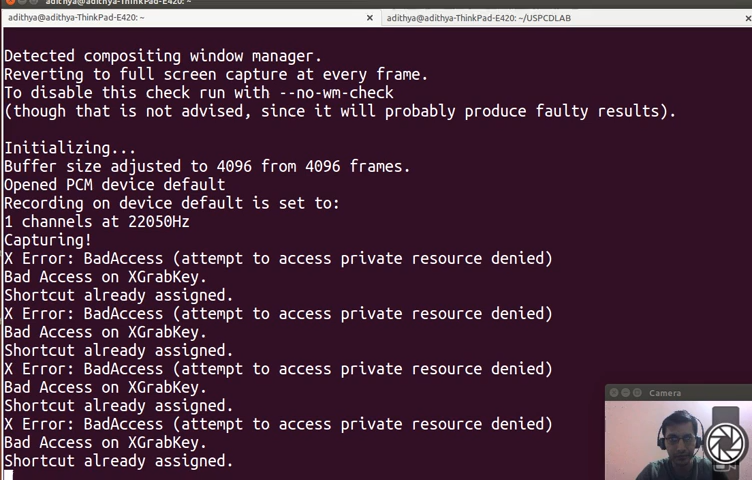 adithya@adithya-ThinkPad-E420: ~
adithya@adithya-ThinkPad-E420: ~
adithya@adithya-ThinkPad-E420: ~/USPCDLAB
Detected compositing window manager.
Reverting to full screen capture at every frame.
To disable this check run with --no-wm-check
(though that is not advised, since it will probably produce faulty results).
Initializing...
Buffer size adjusted to 4096 from 4096 frames.
Opened PCM device default
Recording on device default is set to:
1 channels at 22050Hz
Capturing!
X Error: BadAccess (attempt to access private resource denied)
Bad Access on XGrabKey.
Shortcut already assigned.
X Error: BadAccess (attempt to access private resource denied)
Bad Access on XGrabKey.
Shortcut already assigned.
X Error: BadAccess (attempt to access private resource denied)
Bad Access on XGrabKey.
Shortcut already assigned.
X Error: BadAccess (attempt to access private resource denied)
Bad Access on XGrabKey.
Shortcut already assigned.
Camera